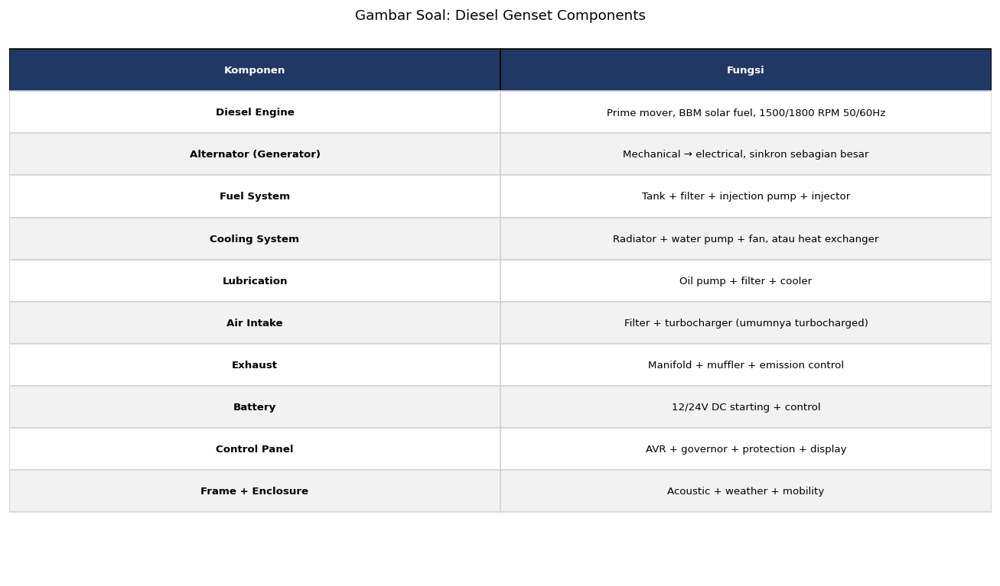 Gambar Soal: Diesel Genset Components
Komponen Fungsi
Diesel Engine Prime mover, BBM solar fuel, 1500/1800 RPM 50/60Hz
Alternator (Generator) Mechanical → electrical, sinkron sebagian besar
Fuel System Tank + filter + injection pump + injector
Cooling System Radiator + water pump + fan, atau heat exchanger
Lubrication Oil pump + filter + cooler
Air Intake Filter + turbocharger (umumnya turbocharged)
Exhaust Manifold + muffler + emission control
Battery 12/24V DC starting + control
Control Panel AVR + governor + protection + display
Frame + Enclosure Acoustic + weather + mobility